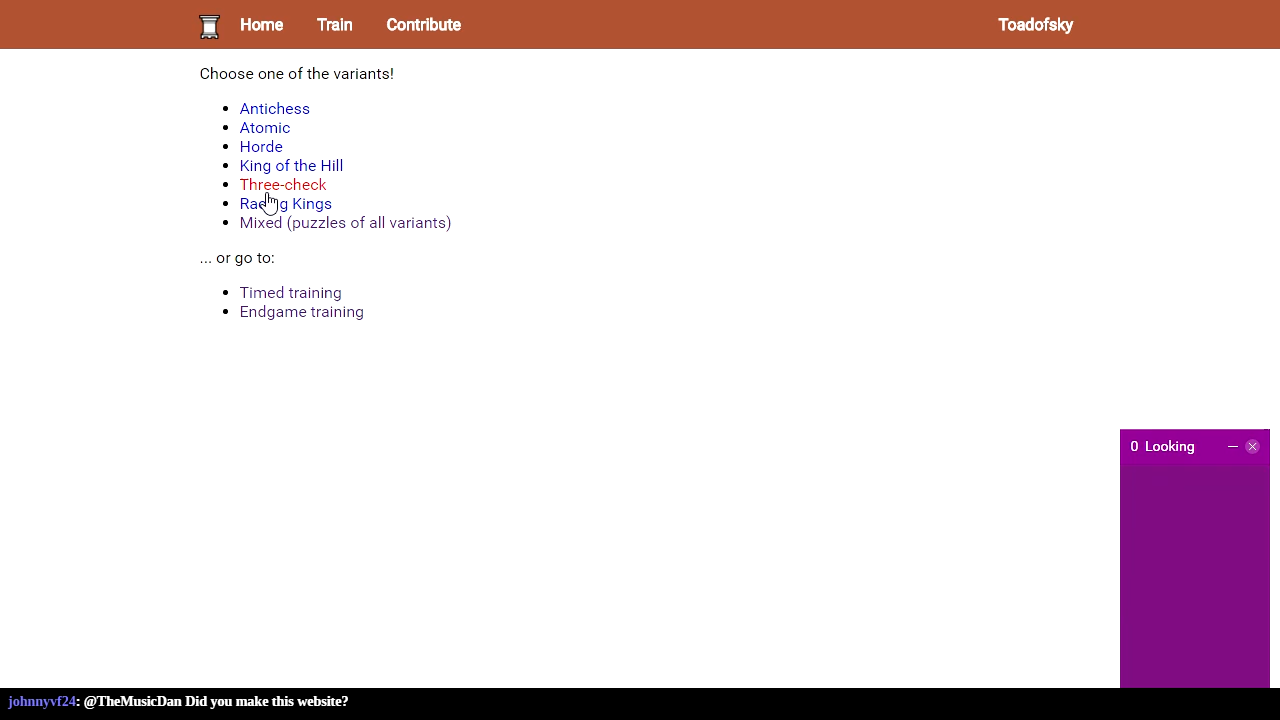 Home Train Contribute Toadofsky
Choose one of the variants!
Antichess
Atomic
Horde
King of the Hill
Three-check
Racing Kings
Mixed (puzzles of all variants)
... or go to:
Timed training
Endgame training
0 Looking
johnnyvf24: @TheMusicDan Did you make this website?